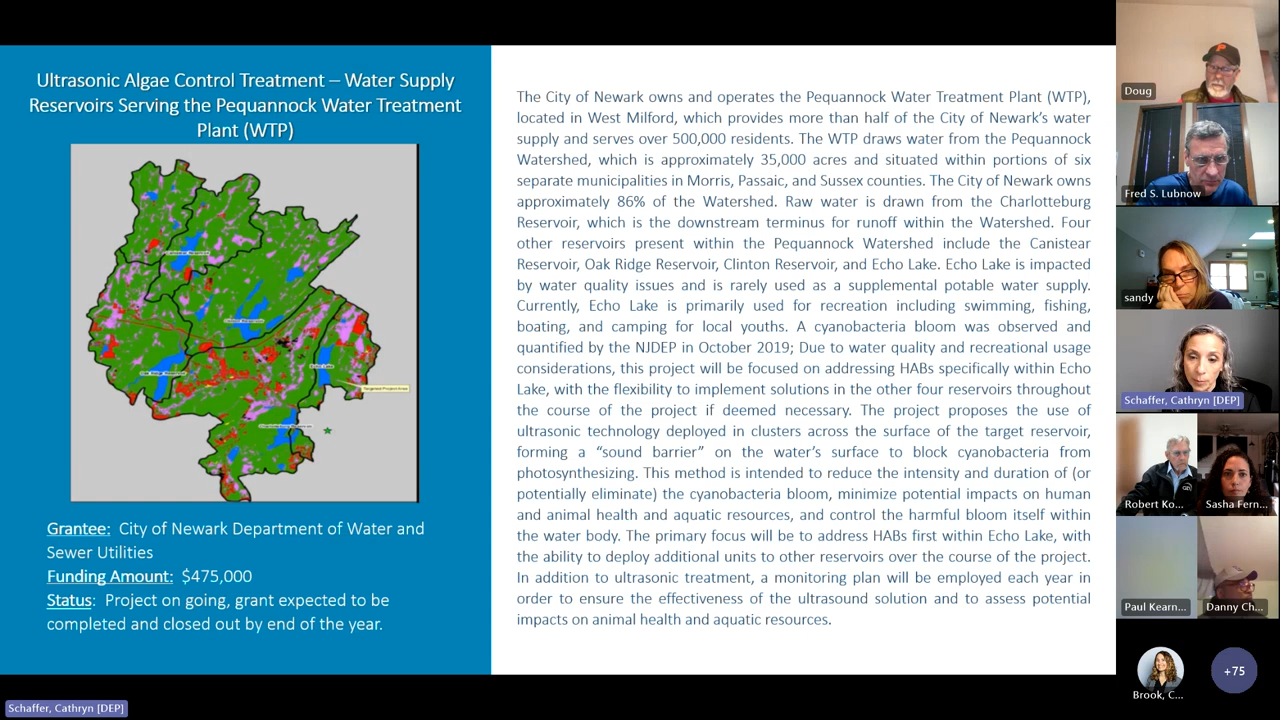 Ultrasonic Algae Control Treatment – Water Supply
Reservoirs Serving the Pequannock Water Treatment
Plant (WTP)
Echo Lake
Targeted Project Area
Grantee: City of Newark Department of Water and
Sewer Utilities
Funding Amount: $475,000
Status: Project on going, grant expected to be
completed and closed out by end of the year.
The City of Newark owns and operates the Pequannock Water Treatment Plant (WTP),
located in West Milford, which provides more than half of the City of Newark's water
supply and serves over 500,000 residents. The WTP draws water from the Pequannock
Watershed, which is approximately 35,000 acres and situated within portions of six
separate municipalities in Morris, Passaic, and Sussex counties. The City of Newark owns
approximately 86% of the Watershed. Raw water is drawn from the Charlotteburg
Reservoir, which is the downstream terminus for runoff within the Watershed. Four
other reservoirs present within the Pequannock Watershed include the Canistear
Reservoir, Oak Ridge Reservoir, Clinton Reservoir, and Echo Lake. Echo Lake is impacted
by water quality issues and is rarely used as a supplemental potable water supply.
Currently, Echo Lake is primarily used for recreation including swimming, fishing,
boating, and camping for local youths. A cyanobacteria bloom was observed and
quantified by the NJDEP in October 2019; Due to water quality and recreational usage
considerations, this project will be focused on addressing HABs specifically within Echo
Lake, with the flexibility to implement solutions in the other four reservoirs throughout
the course of the project if deemed necessary. The project proposes the use of
ultrasonic technology deployed in clusters across the surface of the target reservoir,
forming a “sound barrier” on the water's surface to block cyanobacteria from
photosynthesizing. This method is intended to reduce the intensity and duration of (or
potentially eliminate) the cyanobacteria bloom, minimize potential impacts on human
and animal health and aquatic resources, and control the harmful bloom itself within
the water body. The primary focus will be to address HABs first within Echo Lake, with
the ability to deploy additional units to other reservoirs over the course of the project.
In addition to ultrasonic treatment, a monitoring plan will be employed each year in
order to ensure the effectiveness of the ultrasound solution and to assess potential
impacts on animal health and aquatic resources.
Doug
Fred S. Lubnow
sandy
Schaffer, Cathryn [DEP]
Robert Ko...
Sasha Fern...
Paul Kearn...
Danny Ch...
Brook, C...
+75
Schaffer, Cathryn [DEP]